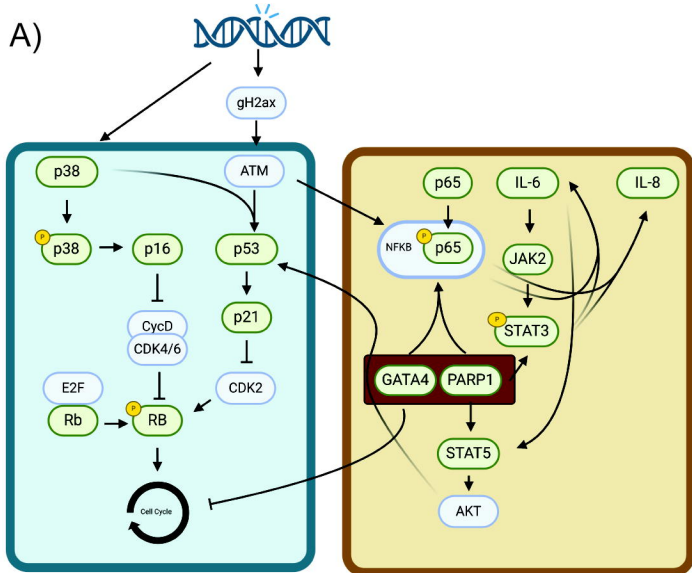 A)
gH2ax
p38
ATM
P
p38
p16
p53
p21
CycD
CDK4/6
E2F
CDK2
Rb
P
RB
Cell Cycle
p65
IL-6
IL-8
NFKB
P
p65
JAK2
P
STAT3
GATA4
PARP1
STAT5
AKT